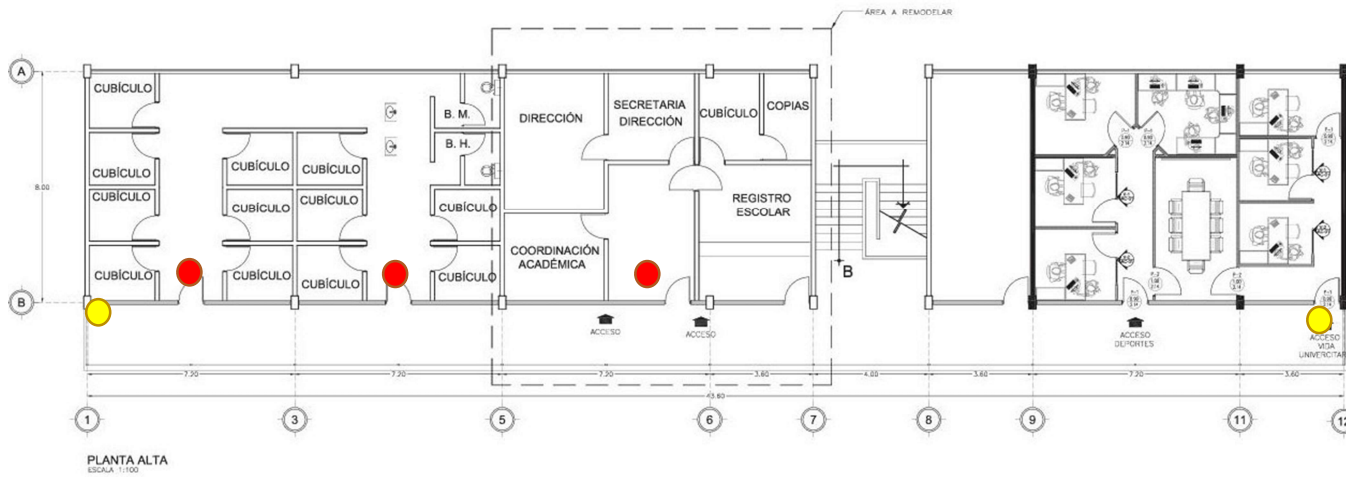 ÁREA A REMODELAR
A
CUBÍCULO
B. M.
DIRECCIÓN
SECRETARIA
DIRECCIÓN
CUBÍCULO
COPIAS
B. H.
CUBÍCULO
CUBÍCULO
CUBÍCULO
8.00
CUBÍCULO
CUBÍCULO
CUBÍCULO
CUBÍCULO
REGISTRO
ESCOLAR
COORDINACIÓN
ACADÉMICA
CUBÍCULO
CUBÍCULO
CUBÍCULO
CUBÍCULO
B
B
ACCESO
ACCESO
ACCESO
DEPORTES
ACCESO
VIDA
UNIVERCITAR
7.20
7.20
7.20
3.60
4.00
3.60
7.20
3.60
43.60
1
3
5
6
7
8
9
11
12
PLANTA ALTA
ESCALA 1:100